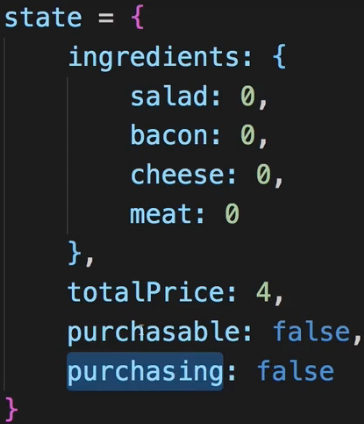 state = {
ingredients: {
salad: 0,
bacon: 0,
cheese: 0,
meat: 0
},
totalPrice: 4,
purchasable: false,
purchasing: false
}